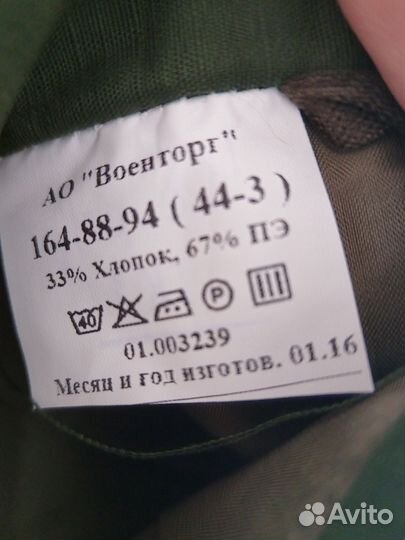 АО "Военторг"
164-88-94 ( 44-3 )
33% Хлопок, 67% ПЭ
40 P
01.003239
Месяц и год изготов. 01.16
Avito